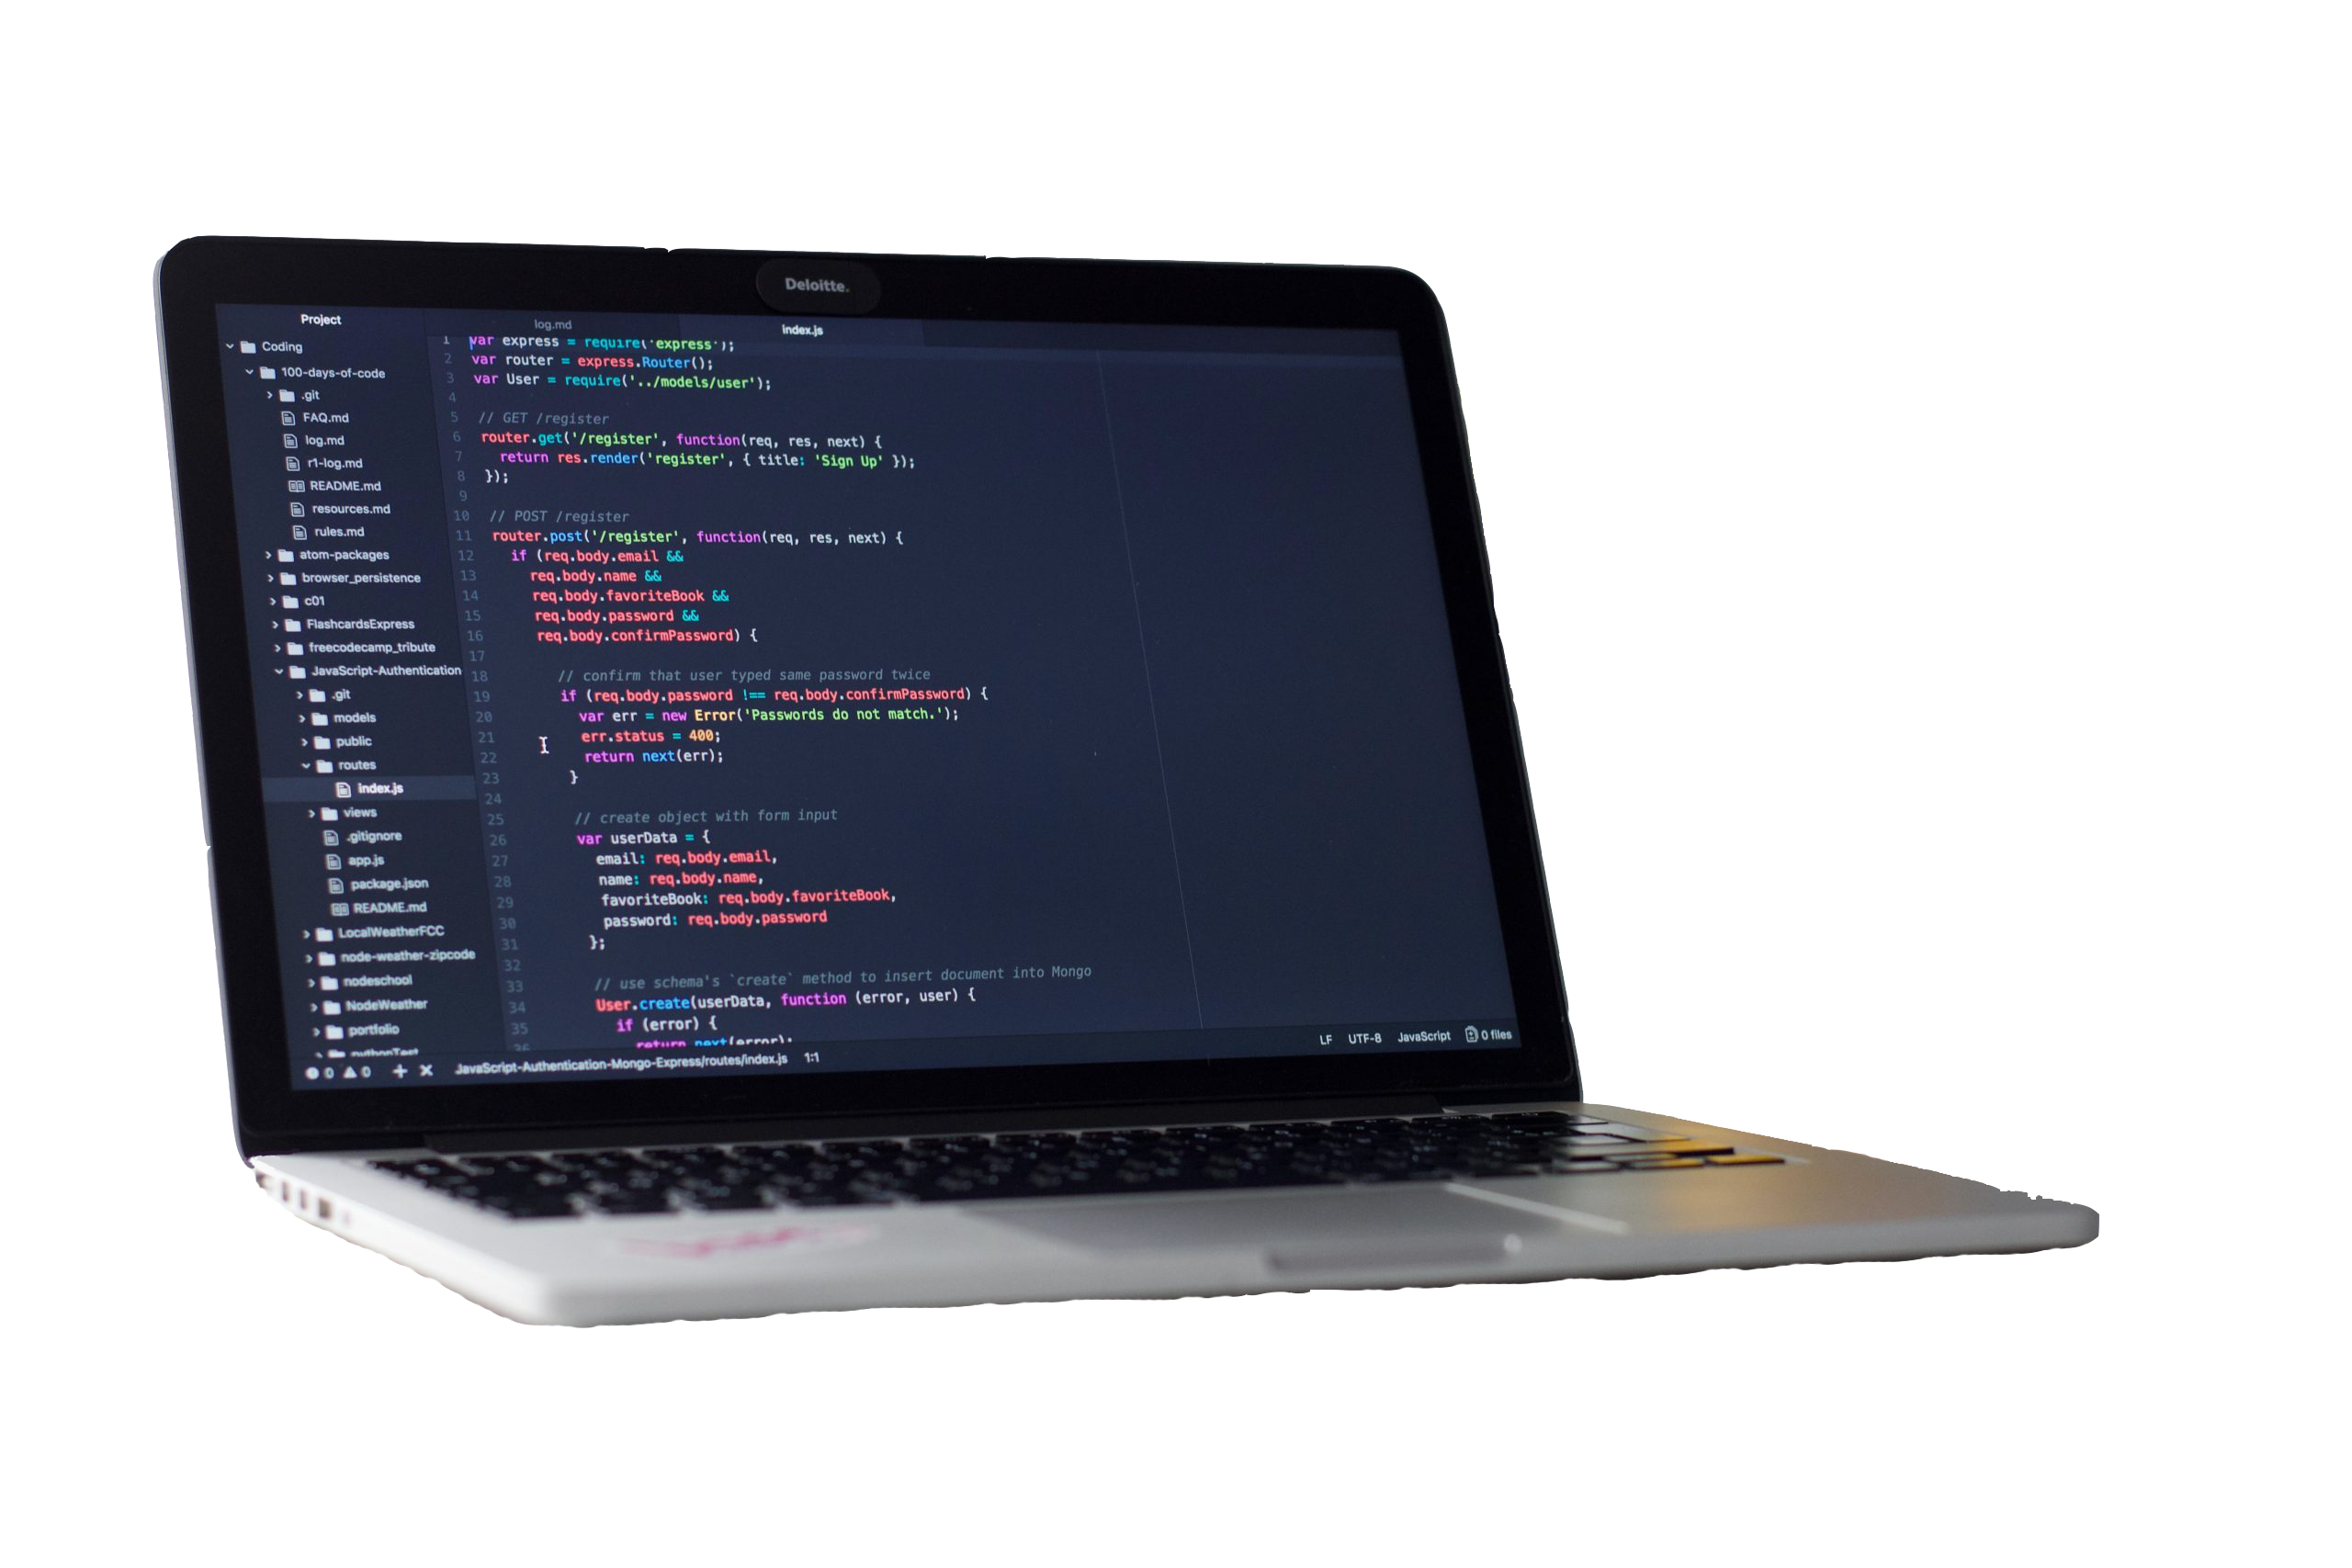 Deloitte.
Project
log.md
index.js
Coding
100-days-of-code
.git
FAQ.md
log.md
r1-log.md
README.md
resources.md
rules.md
atom-packages
browser_persistence
c01
FlashcardsExpress
freecodecamp_tribute
JavaScript-Authentication
.git
models
public
routes
index.js
views
.gitignore
app.js
package.json
README.md
LocalWeatherFCC
node-weather-zipcode
nodeschool
NodeWeather
portfolio
pythonTest
1 var express = require('express');
2 var router = express.Router();
3 var User = require('../models/user');
4
5 // GET /register
6 router.get('/register', function(req, res, next) {
7 return res.render('register', { title: 'Sign Up' });
8 });
9
10 // POST /register
11 router.post('/register', function(req, res, next) {
12 if (req.body.email &&
13 req.body.name &&
14 req.body.favoriteBook &&
15 req.body.password &&
16 req.body.confirmPassword) {
17
18 // confirm that user typed same password twice
19 if (req.body.password !== req.body.confirmPassword) {
20 var err = new Error('Passwords do not match.');
21 err.status = 400;
22 return next(err);
23 }
24
25 // create object with form input
26 var userData = {
27 email: req.body.email,
28 name: req.body.name,
29 favoriteBook: req.body.favoriteBook,
30 password: req.body.password
31 };
32
33 // use schema's `create` method to insert document into Mongo
34 User.create(userData, function (error, user) {
35 if (error) {
36 return next(error);
0 0 + × JavaScript-Authentication-Mongo-Express/routes/index.js 1:1 LF UTF-8 JavaScript 0 files